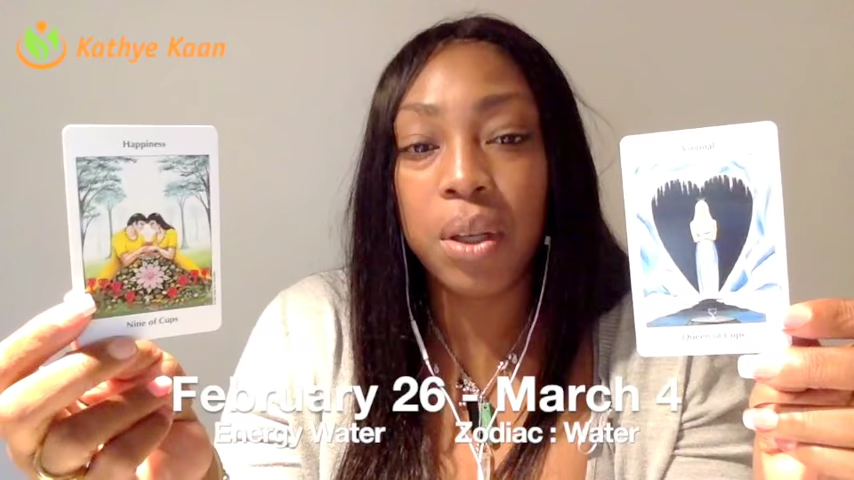 Kathye Kaan
Happiness
Nine of Cups
Queen of Cups
February 26 - March 4
Energy Water Zodiac : Water